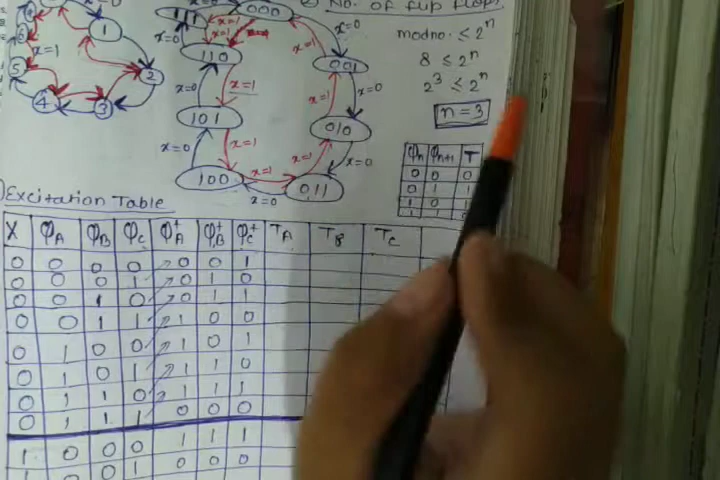 ② No. of flip flops
modno. ≤ 2ⁿ
8 ≤ 2ⁿ
2³ ≤ 2ⁿ
n = 3
1
2
3
4
5
x=1
000
001
010
011
100
101
110
111
x=0
x=0
x=0
x=0
x=0
x=0
x=0
x=1
x=1
x=1
x=1
x=1
x=1
x=1
Qn Qn+1 T
0 0 0
0 1 1
1 0 1
Excitation Table
X QA QB QC QA+ QB+ QC+ TA TB TC
0 0 0 0 0 0 1
0 0 0 1 0 1 0
0 0 1 0 0 1 1
0 0 1 1 1 0 0
0 1 0 0 1 0 1
0 1 0 1 1 1 0
0 1 1 0 1 1 1
0 1 1 1 0 0 0
1 0 0 0 1 1 1
1 0 0 1 0 0 0